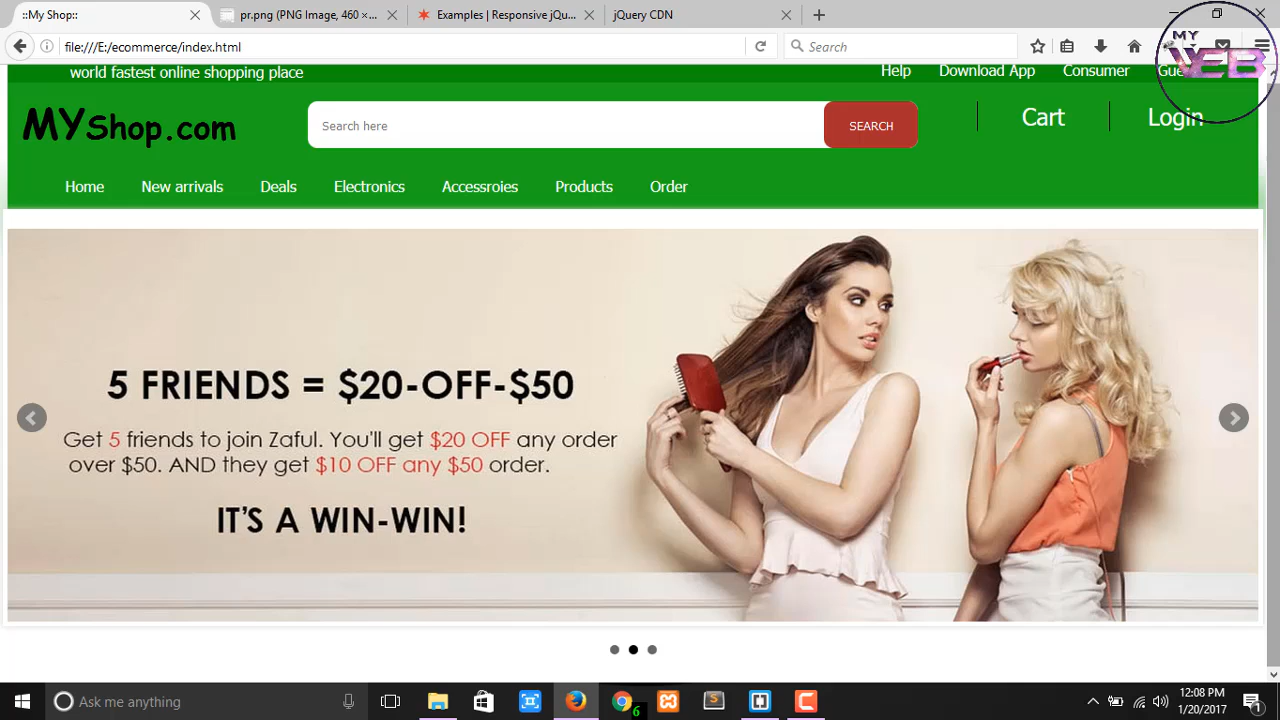 ::My Shop::
pr.png (PNG Image, 460 ×...
Examples | Responsive jQu...
jQuery CDN
file:///E:/ecommerce/index.html
Search
MY
WEB
world fastest online shopping place
Help Download App Consumer
MYShop.com
Search here
SEARCH
Cart
Login
Home New arrivals Deals Electronics Accessroies Products Order
5 FRIENDS = $20-OFF-$50
Get 5 friends to join Zaful. You'll get $20 OFF any order
over $50. AND they get $10 OFF any $50 order.
IT'S A WIN-WIN!
Ask me anything
6
S
12:08 PM
1/20/2017
1